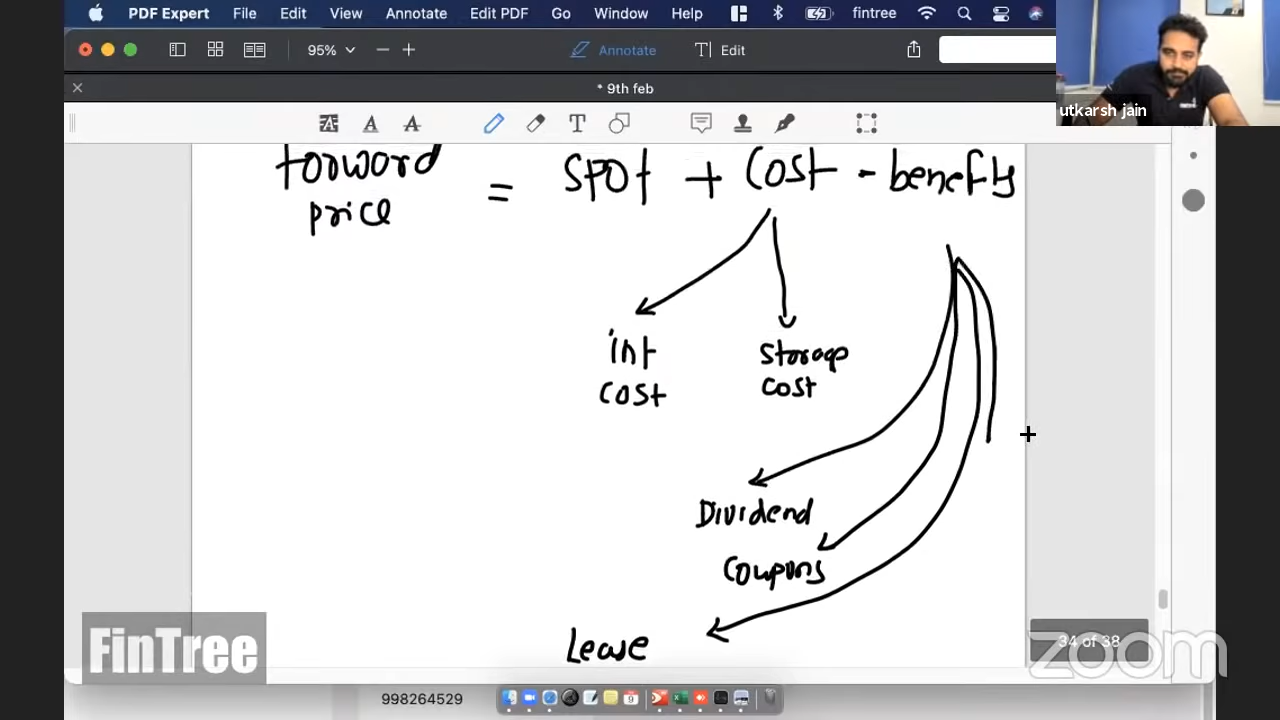 PDF Expert File Edit View Annotate Edit PDF Go Window Help fintree
95% Annotate Edit
* 9th feb
utkarsh jain
forword = Spot + Cost - benefits
price
int storage
cost cost
Dividend
Coupons
Lease
FinTree
34 of 38
zoom
998264529